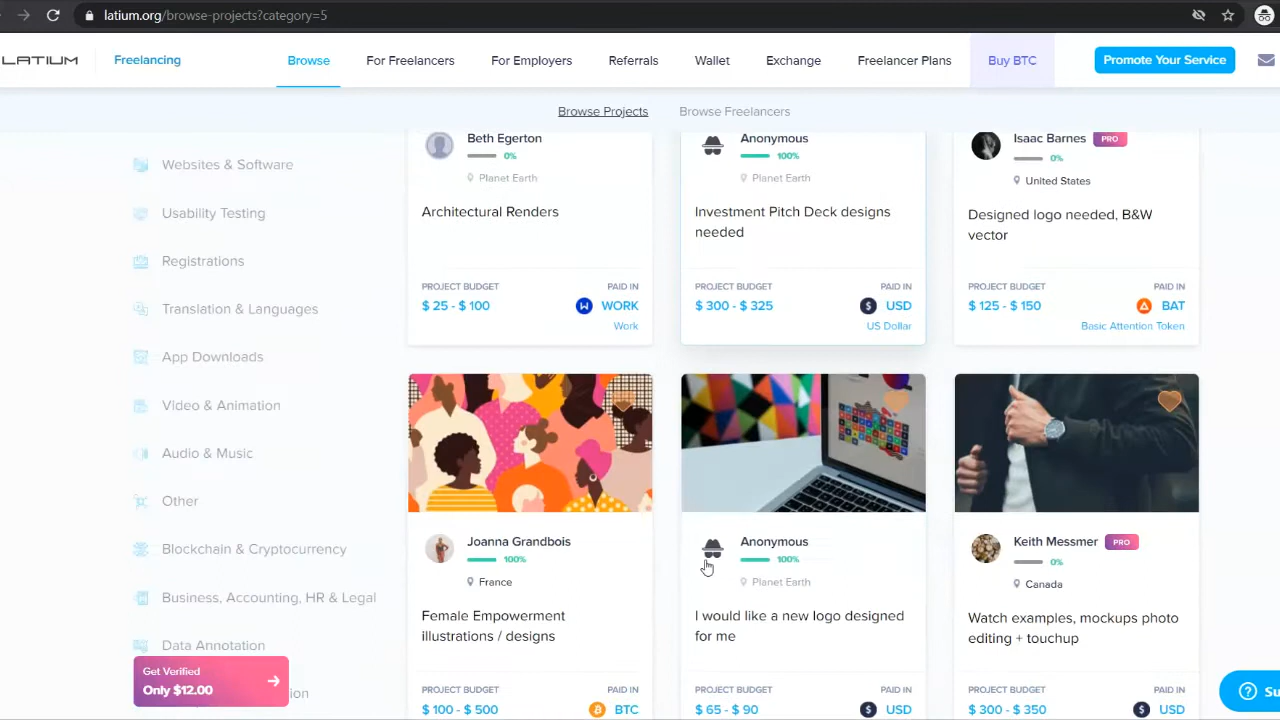 latium.org/browse-projects?category=5
LATIUM
Freelancing
Browse
For Freelancers
For Employers
Referrals
Wallet
Exchange
Freelancer Plans
Buy BTC
Promote Your Service
Browse Projects
Browse Freelancers
Websites & Software
Usability Testing
Registrations
Translation & Languages
App Downloads
Video & Animation
Audio & Music
Other
Blockchain & Cryptocurrency
Business, Accounting, HR & Legal
Data Annotation
Get Verified
Only $12.00
Beth Egerton
0%
Planet Earth
Architectural Renders
PROJECT BUDGET
PAID IN
$ 25 - $ 100
WORK
Work
Anonymous
100%
Planet Earth
Investment Pitch Deck designs
needed
PROJECT BUDGET
PAID IN
$ 300 - $ 325
USD
US Dollar
Isaac Barnes
PRO
0%
United States
Designed logo needed, B&W
vector
PROJECT BUDGET
PAID IN
$ 125 - $ 150
BAT
Basic Attention Token
Joanna Grandbois
100%
France
Female Empowerment
illustrations / designs
PROJECT BUDGET
PAID IN
$ 100 - $ 500
BTC
Anonymous
100%
Planet Earth
I would like a new logo designed
for me
PROJECT BUDGET
PAID IN
$ 65 - $ 90
USD
Keith Messmer
PRO
0%
Canada
Watch examples, mockups photo
editing + touchup
PROJECT BUDGET
PAID IN
$ 300 - $ 350
USD